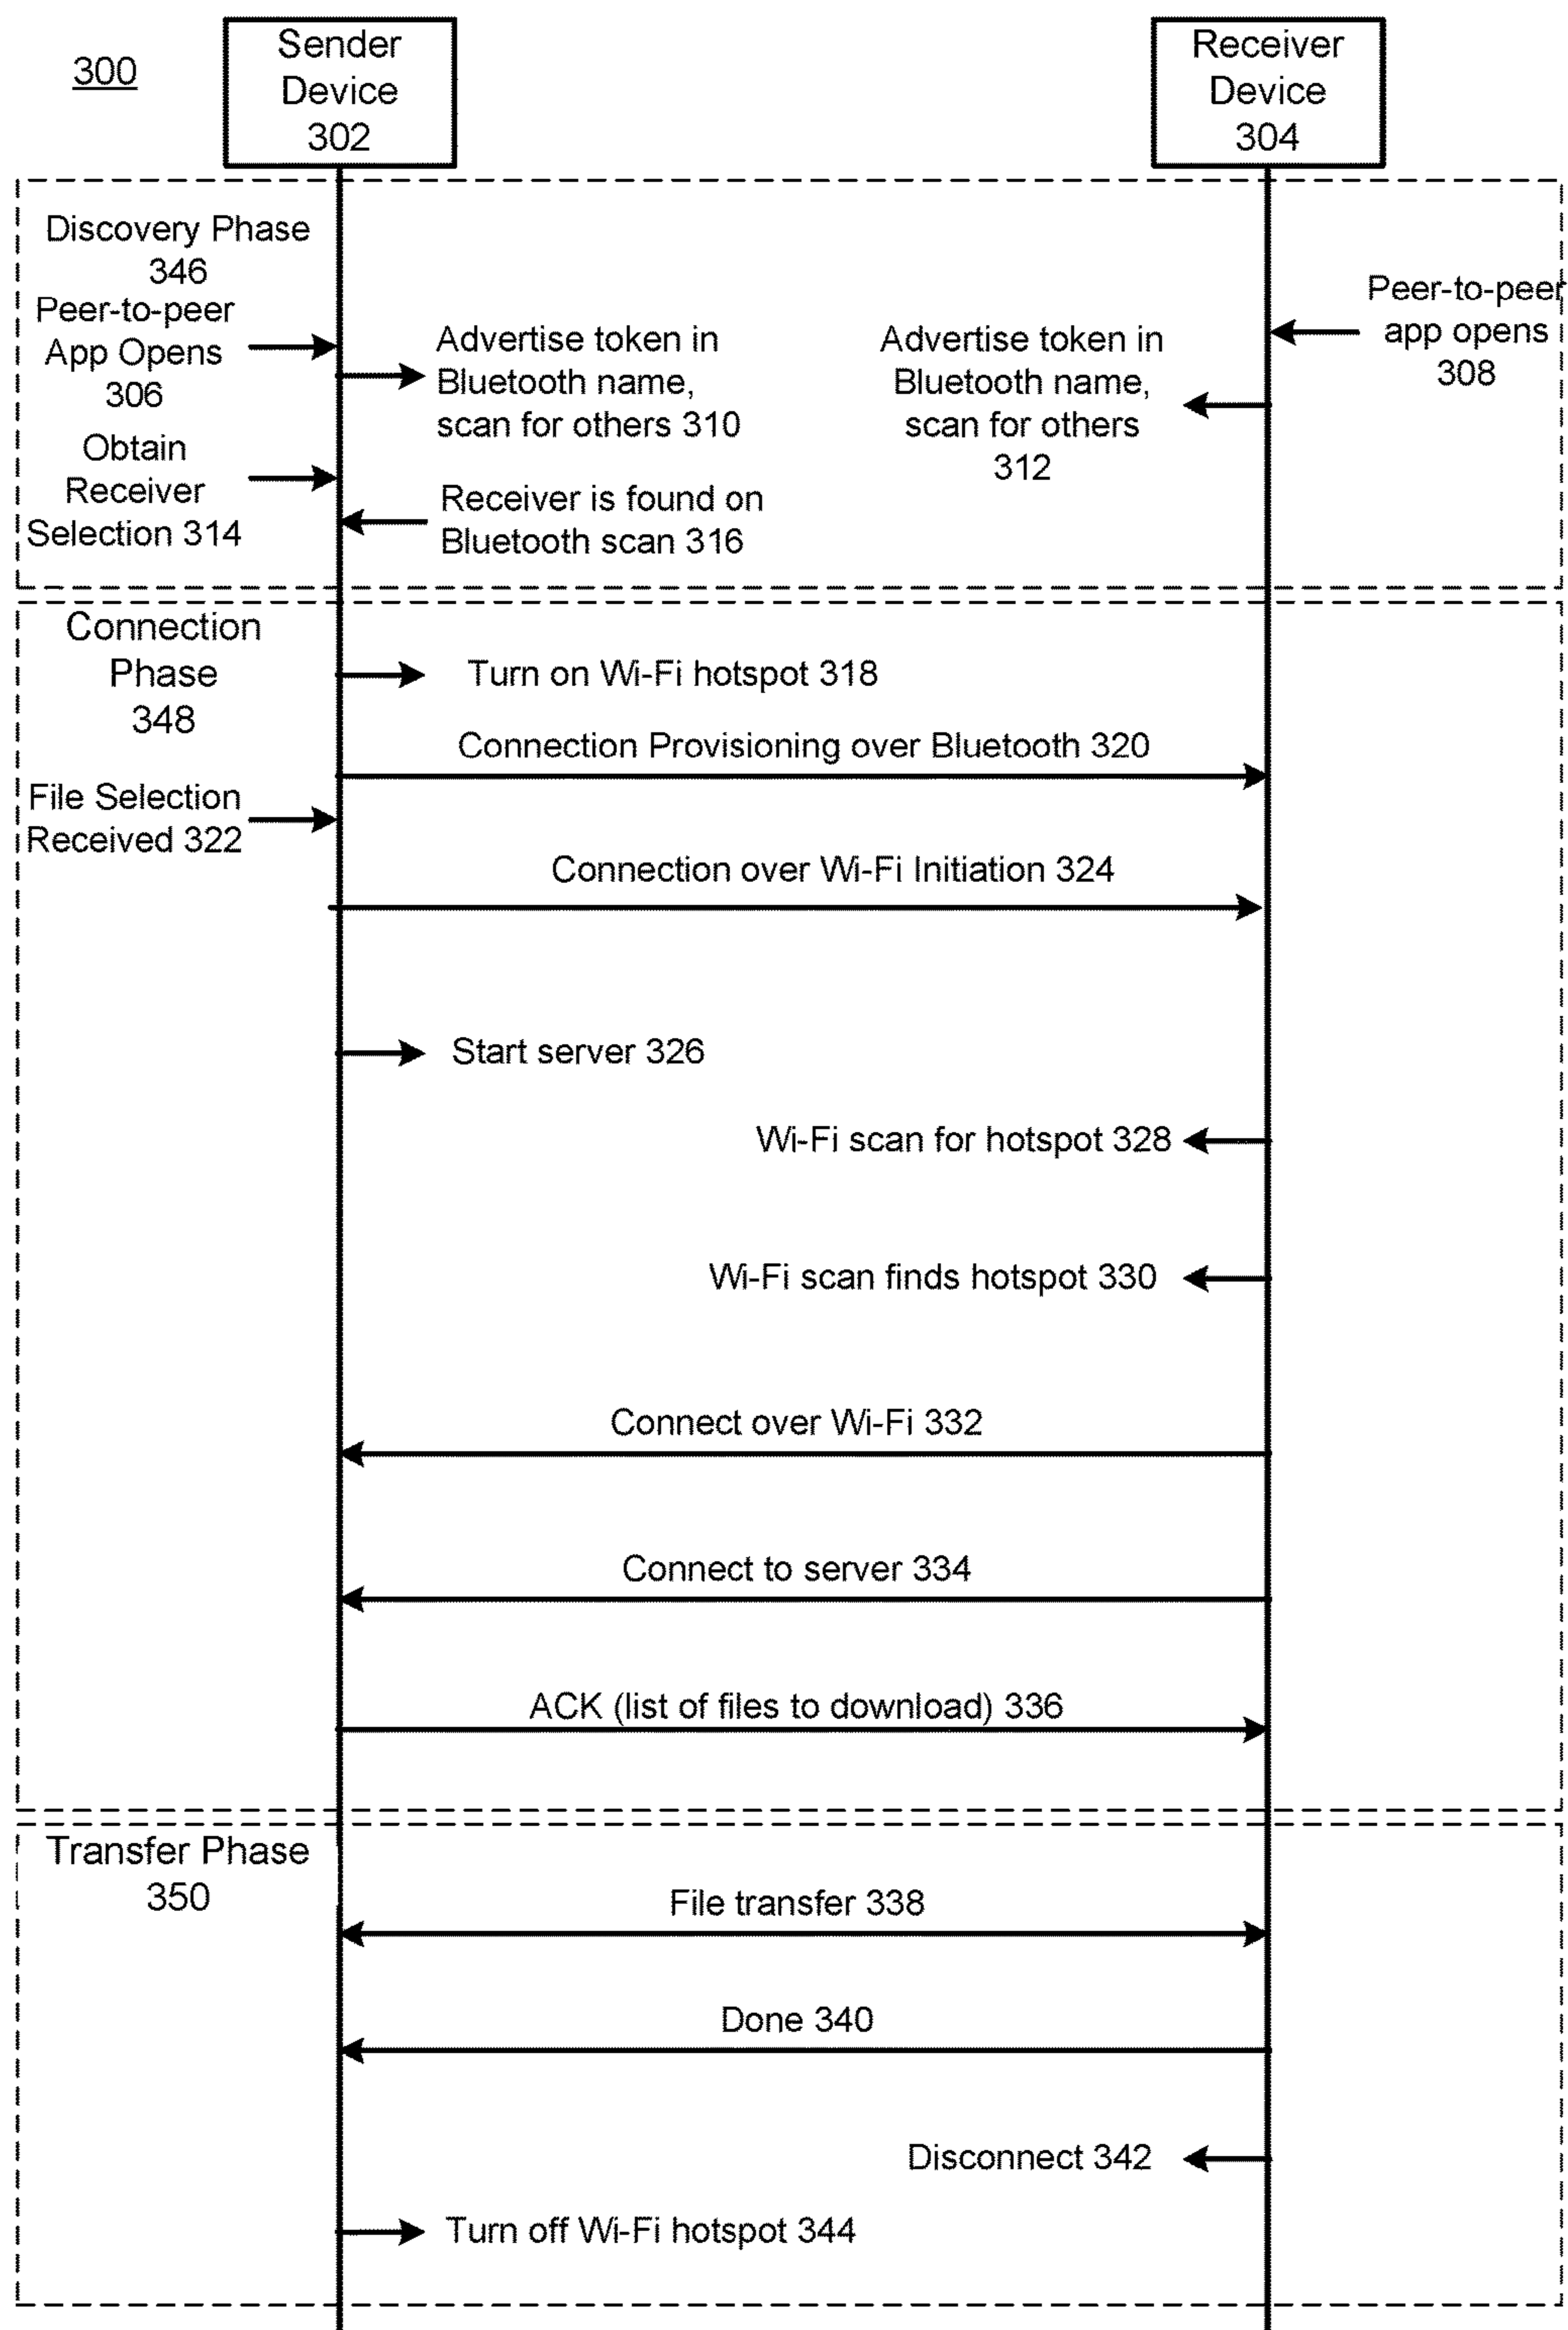 300
Sender
Device
302
Receiver
Device
304
Discovery Phase
346
Peer-to-peer
App Opens
306
Advertise token in
Bluetooth name,
scan for others 310
Advertise token in
Bluetooth name,
scan for others
312
Peer-to-peer
app opens
308
Obtain
Receiver
Selection 314
Receiver is found on
Bluetooth scan 316
Connection
Phase
348
Turn on Wi-Fi hotspot 318
Connection Provisioning over Bluetooth 320
File Selection
Received 322
Connection over Wi-Fi Initiation 324
Start server 326
Wi-Fi scan for hotspot 328
Wi-Fi scan finds hotspot 330
Connect over Wi-Fi 332
Connect to server 334
ACK (list of files to download) 336
Transfer Phase
350
File transfer 338
Done 340
Disconnect 342
Turn off Wi-Fi hotspot 344